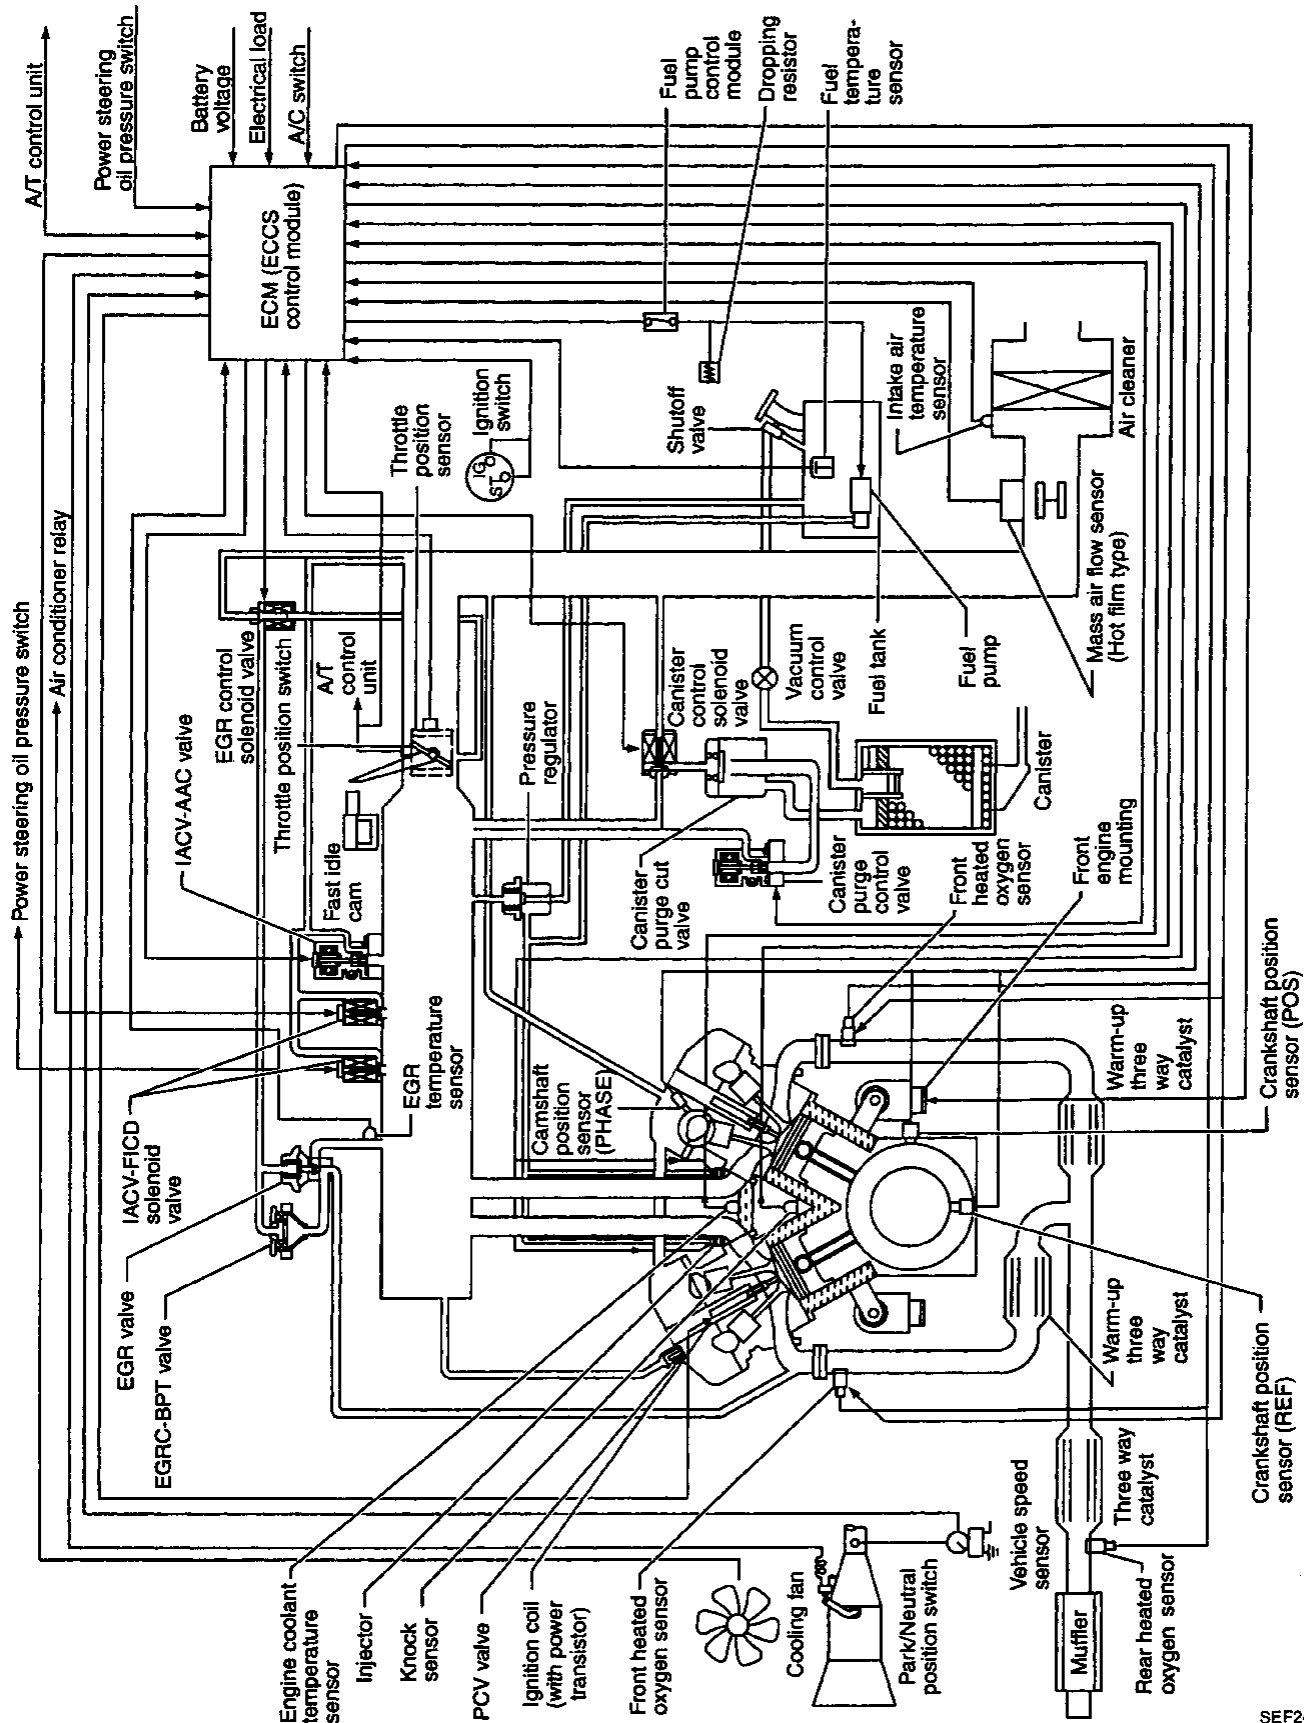 A/T control unit
Power steering
oil pressure switch
Battery
voltage
Electrical load
A/C switch
ECM (ECCS
control module)
Fuel
pump control
module
Dropping
resistor
Fuel
tempera-
ture
sensor
Power steering oil pressure switch
Air conditioner relay
IACV-AAC valve
EGR control
solenoid valve
Throttle position switch
A/T
control
unit
Throttle
position
sensor
Ignition
switch
IG
ST
Shutoff
valve
Intake air
temperature
sensor
Air cleaner
Fast idle
cam
Pressure
regulator
Canister
control
solenoid
valve
Vacuum
control
valve
Fuel tank
Fuel
pump
Mass air flow sensor
(Hot film type)
EGR valve
IACV-FICD
solenoid
valve
EGRC-BPT valve
EGR
temperature
sensor
Camshaft
position
sensor
(PHASE)
Canister
purge cut
valve
Canister
purge
control
valve
Canister
Front
heated
oxygen
sensor
Front
engine
mounting
Warm-up
three
way
catalyst
Crankshaft position
sensor (POS)
Engine coolant
temperature
sensor
Injector
Knock
sensor
PCV valve
Ignition coil
(with power
transistor)
Front heated
oxygen sensor
Cooling fan
Park/Neutral
position switch
Vehicle speed
sensor
Muffler
Rear heated
oxygen sensor
Three way
catalyst
Warm-up
three
way
catalyst
Crankshaft position
sensor (REF)